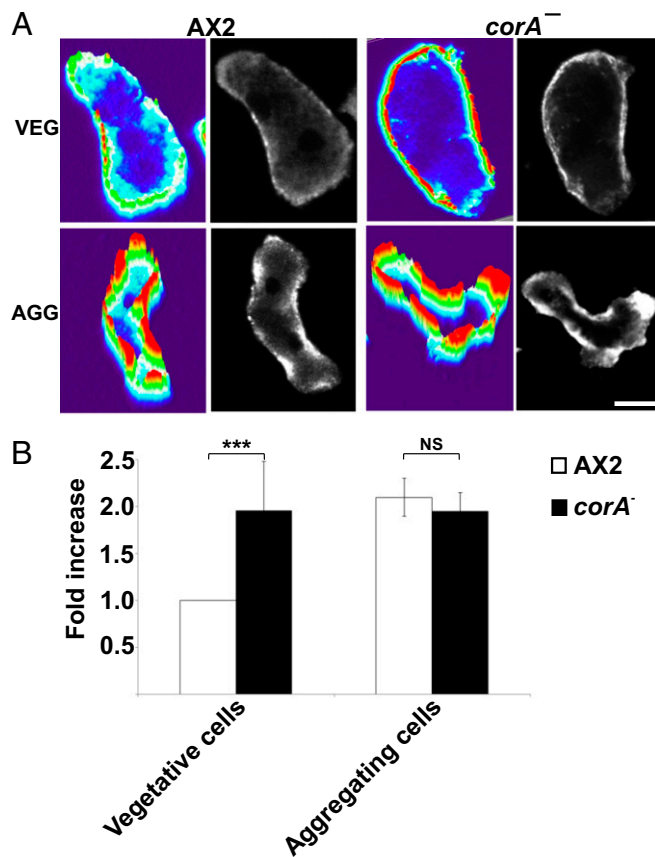 A
AX2 corA⁻
VEG
AGG
B
Fold increase
2.5
2.0
1.5
1.0
0.5
*** NS
AX2
corA⁻
Vegetative cells
Aggregating cells